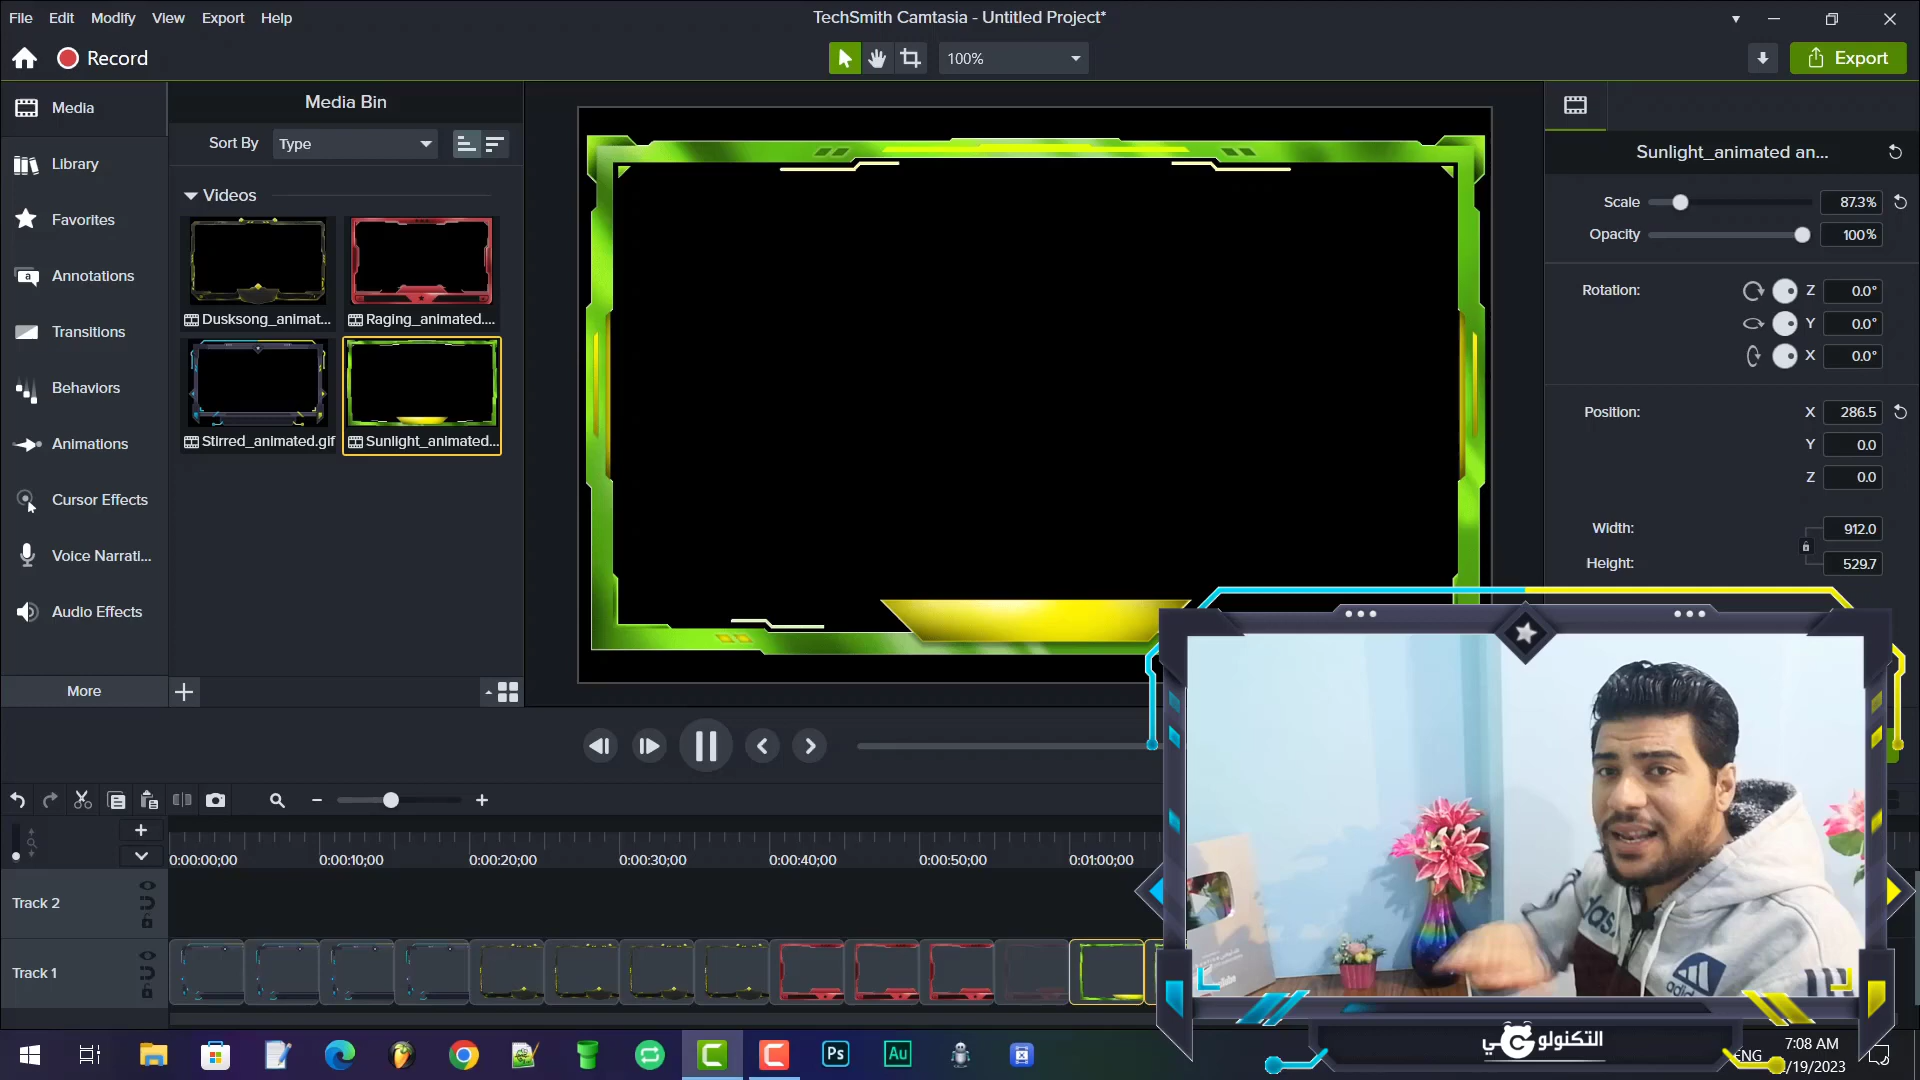 File Edit Modify View Export Help
TechSmith Camtasia - Untitled Project*
Record
100%
Export
Media
Media Bin
Sort By
Type
Library
Videos
Favorites
Annotations
Dusksong_animat...
Raging_animated....
Transitions
Behaviors
Stirred_animated.gif
Sunlight_animated...
Animations
Cursor Effects
Voice Narrati...
Audio Effects
More
Sunlight_animated an...
Scale
87.3%
Opacity
100%
Rotation:
Z
0.0°
Y
0.0°
X
0.0°
Position:
X
286.5
Y
0.0
Z
0.0
Width:
912.0
Height:
529.7
0:00:00;00
0:00:10;00
0:00:20;00
0:00:30;00
0:00:40;00
0:00:50;00
0:01:00;00
Track 2
Track 1
adidas
التكنولوجي
Ps
Au
ENG
7:08 AM
/19/2023